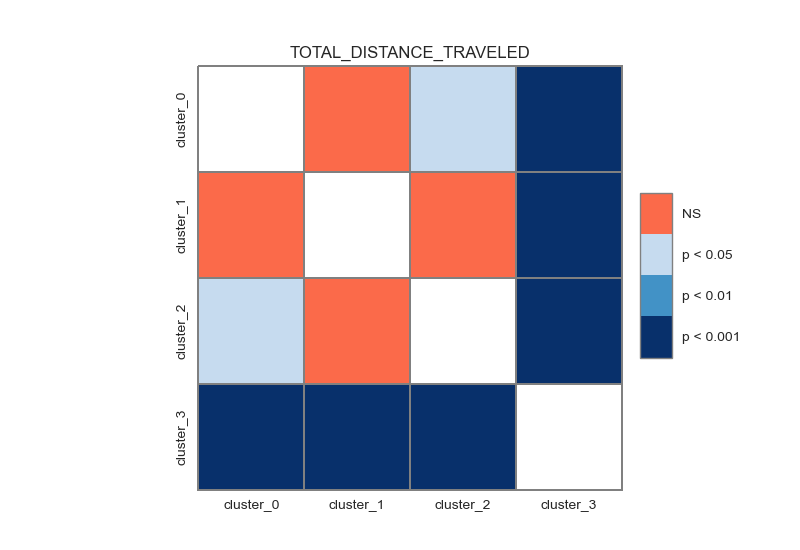 TOTAL_DISTANCE_TRAVELED
cluster_0
cluster_1
cluster_2
cluster_3
cluster_0
cluster_1
cluster_2
cluster_3
NS
p < 0.05
p < 0.01
p < 0.001